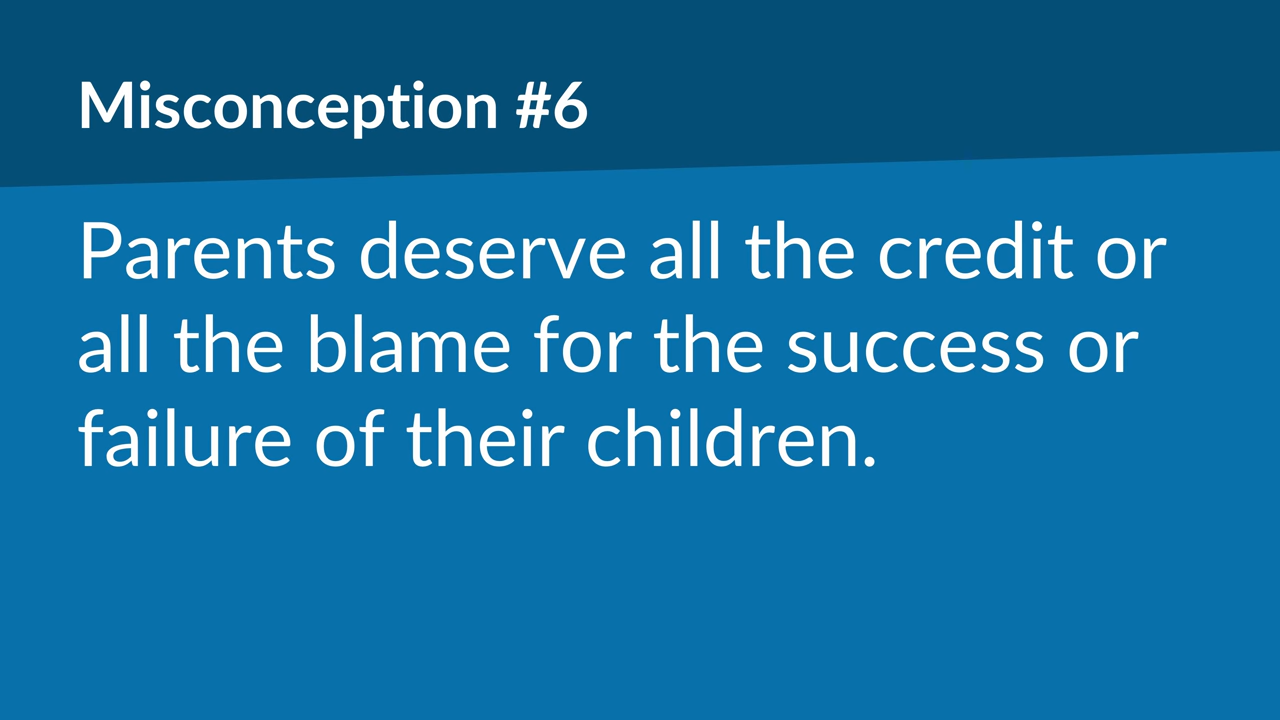 Misconception #6
Parents deserve all the credit or
all the blame for the success or
failure of their children.